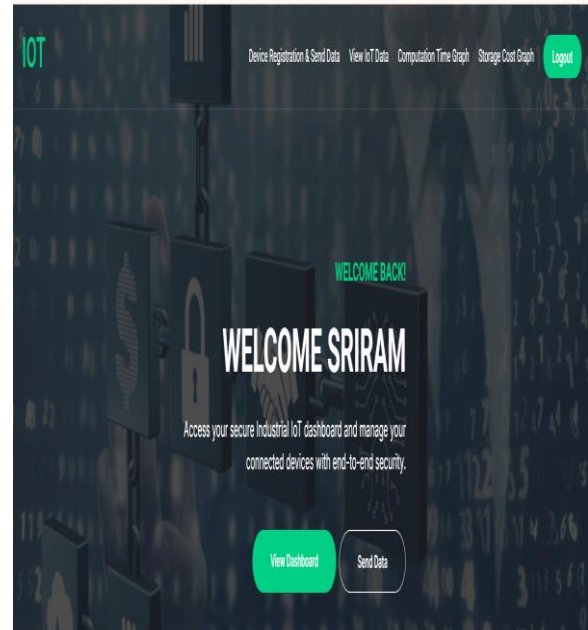 IOT
Device Registration & Send Data View IoT Data Computation Time Graph Storage Cost Graph Logout
WELCOME BACK!
WELCOME SRIRAM
Access your secure Industrial IoT dashboard and manage your
connected devices with end-to-end security.
View Dashboard Send Data